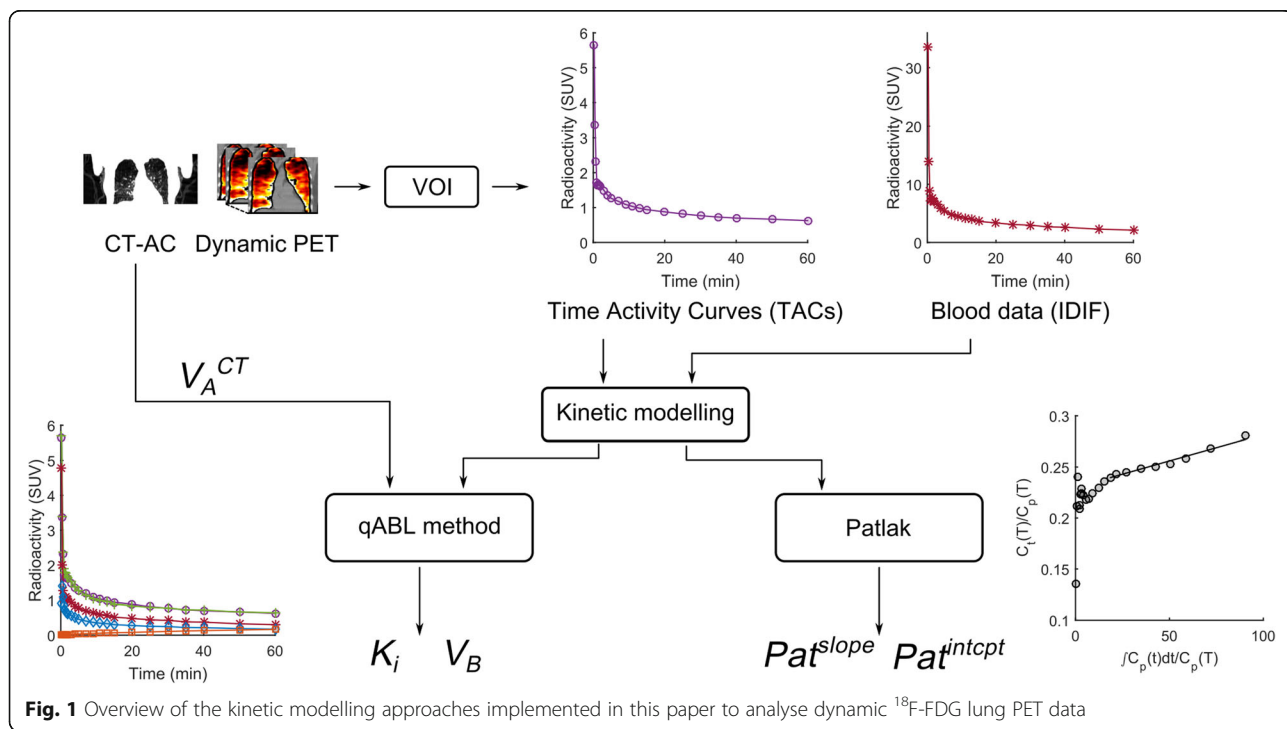 6
5
4
3
2
1
0
Radioactivity (SUV)
0 20 40 60
Time (min)
Time Activity Curves (TACs)
30
20
10
0
Radioactivity (SUV)
0 20 40 60
Time (min)
Blood data (IDIF)
VOI
CT-AC
Dynamic PET
V_A^CT
Kinetic modelling
qABL method
Patlak
6
5
4
3
2
1
0
Radioactivity (SUV)
0 20 40 60
Time (min)
K_i V_B
Pat^slope Pat^intcpt
0.3
0.25
0.2
0.15
0.1
C_t(T)/C_p(T)
0 50 100
∫C_p(t)dt/C_p(T)
Fig. 1 Overview of the kinetic modelling approaches implemented in this paper to analyse dynamic ¹⁸F-FDG lung PET data